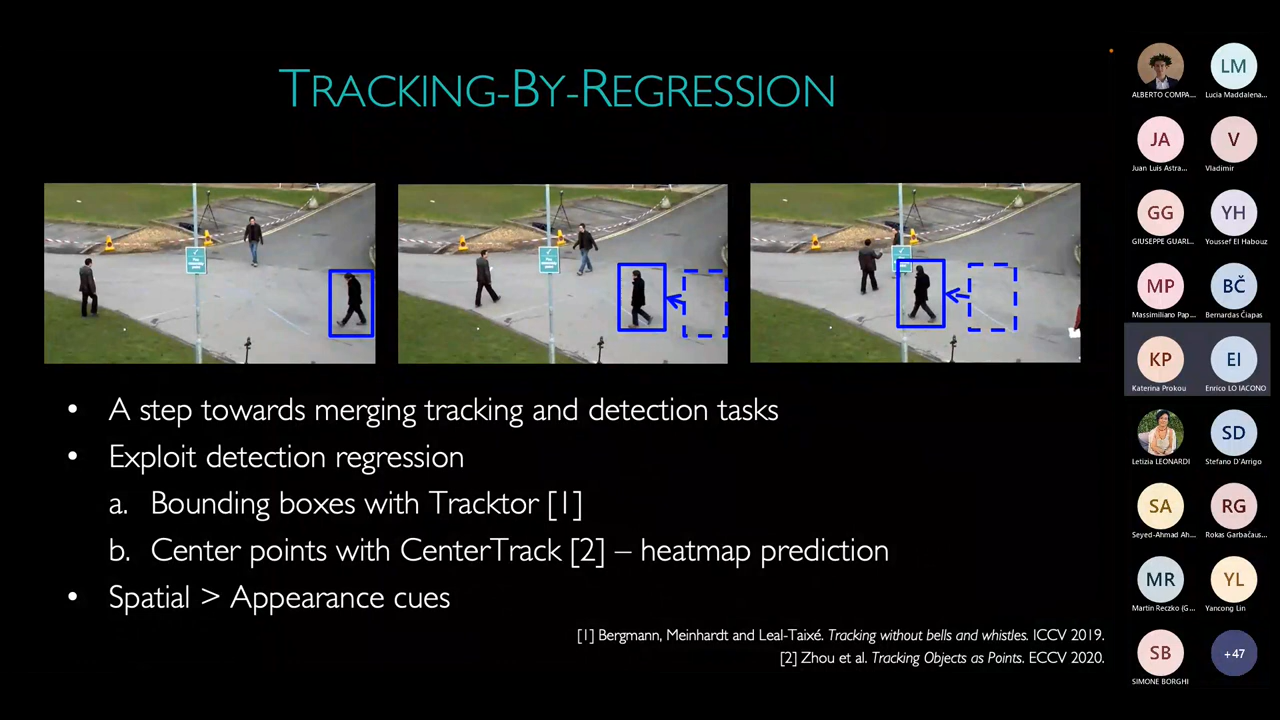 TRACKING-BY-REGRESSION
• A step towards merging tracking and detection tasks
• Exploit detection regression
a. Bounding boxes with Tracktor [1]
b. Center points with CenterTrack [2] – heatmap prediction
• Spatial > Appearance cues
[1] Bergmann, Meinhardt and Leal-Taixé. Tracking without bells and whistles. ICCV 2019.
[2] Zhou et al. Tracking Objects as Points. ECCV 2020.
ALBERTO COMPA...
LM
Lucia Maddalena...
JA
Juan Luis Astra...
V
Vladimir
GG
GIUSEPPE GUARI...
YH
Youssef El Habouz
MP
Massimiliano Pap...
BČ
Bernardas Čiapas
KP
Katerina Prokou
EI
Enrico LO IACONO
Letizia LEONARDI
SD
Stefano D'Arrigo
SA
Seyed-Ahmad Ah...
RG
Rokas Garbačaus...
MR
Martin Reczko (G...
YL
Yancong Lin
SB
SIMONE BORGHI
+47